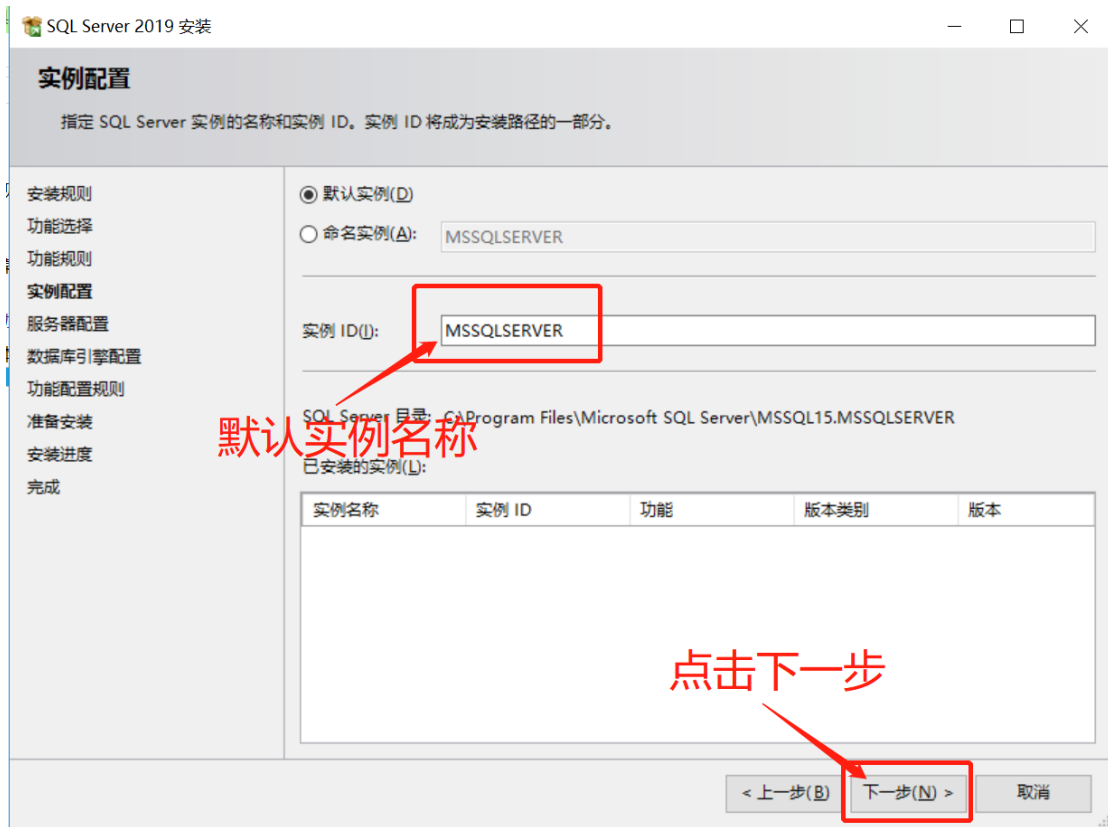 SQL Server 2019 安装
实例配置
指定 SQL Server 实例的名称和实例 ID。实例 ID 将成为安装路径的一部分。
安装规则
功能选择
功能规则
实例配置
服务器配置
数据库引擎配置
功能配置规则
准备安装
安装进度
完成
默认实例(D)
命名实例(A): MSSQLSERVER
实例 ID(I): MSSQLSERVER
SQL Server 目录: C:\Program Files\Microsoft SQL Server\MSSQL15.MSSQLSERVER
默认实例名称
已安装的实例(L):
实例名称 实例 ID 功能 版本类别 版本
点击下一步
< 上一步(B) 下一步(N) > 取消